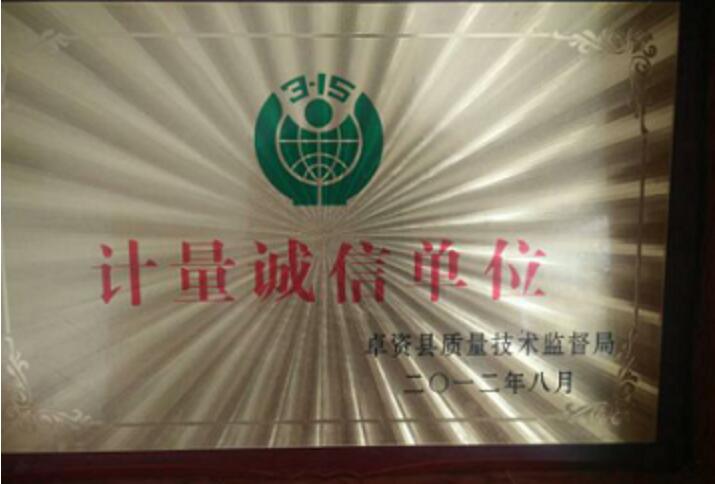 3·15
计量诚信单位
卓资县质量技术监督局
二〇一二年八月